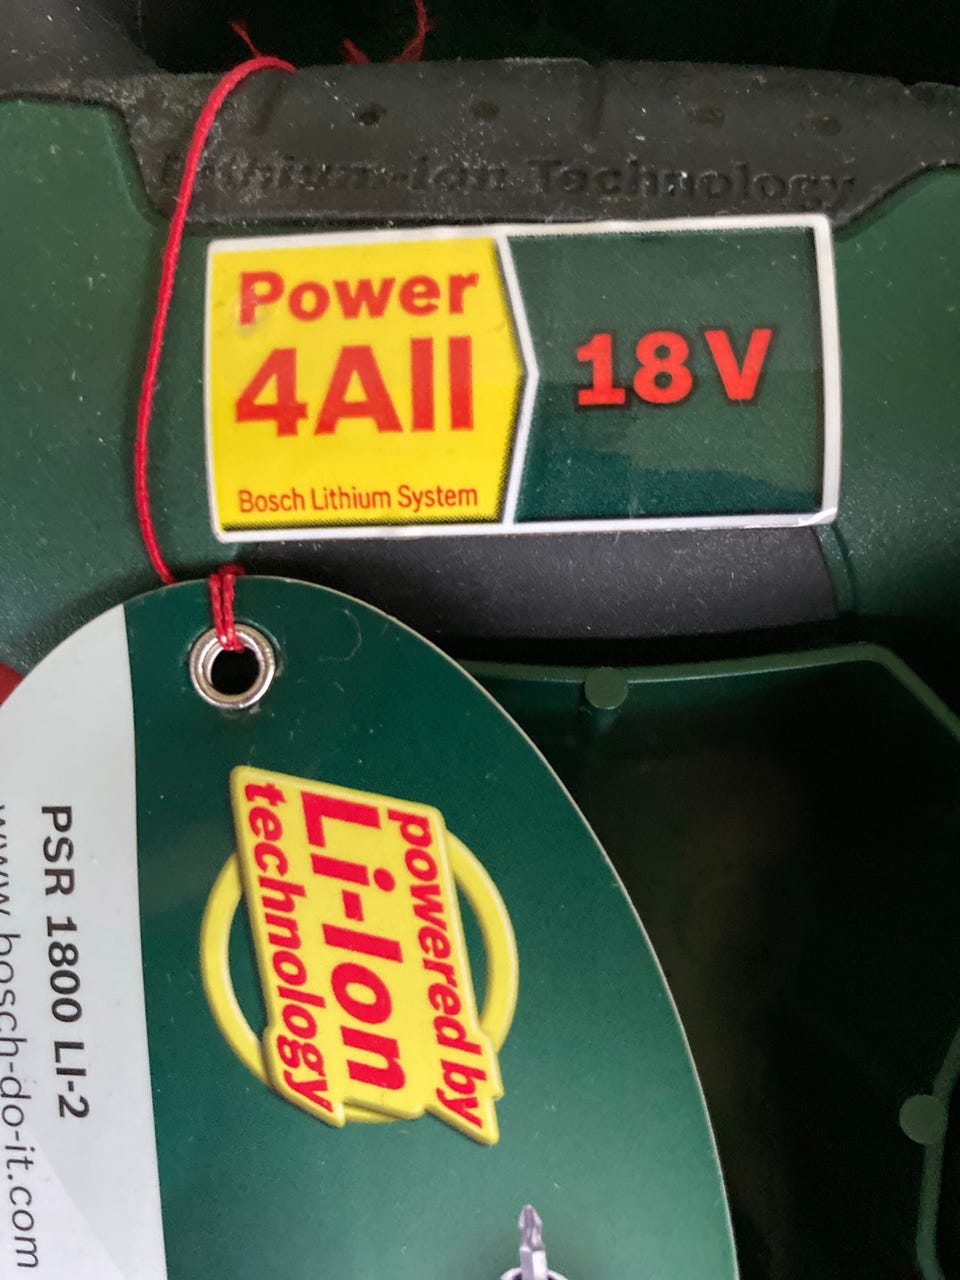 Lithium-Ion Technology
Power
4All
Bosch Lithium System
18V
powered by
Li-Ion
technology
PSR 1800 LI-2
www.bosch-do-it.com